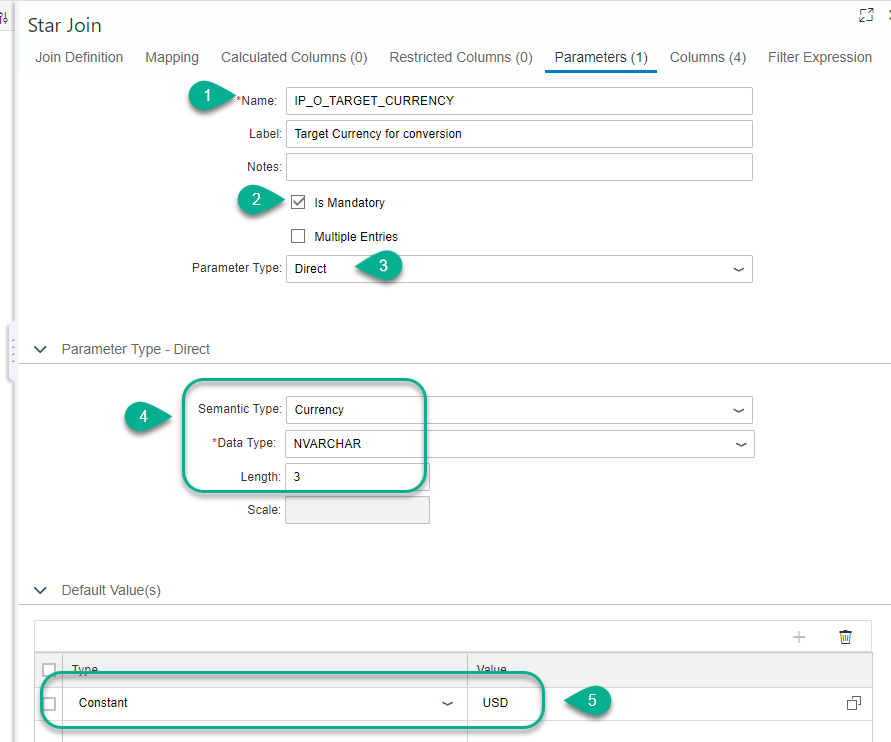 Star Join
Join Definition Mapping Calculated Columns (0) Restricted Columns (0) Parameters (1) Columns (4) Filter Expression
1 *Name: IP_O_TARGET_CURRENCY
Label: Target Currency for conversion
Notes:
2 Is Mandatory
Multiple Entries
Parameter Type: Direct 3
Parameter Type - Direct
Semantic Type: Currency
4
*Data Type: NVARCHAR
Length: 3
Scale:
Default Value(s)
Type Value
Constant USD 5